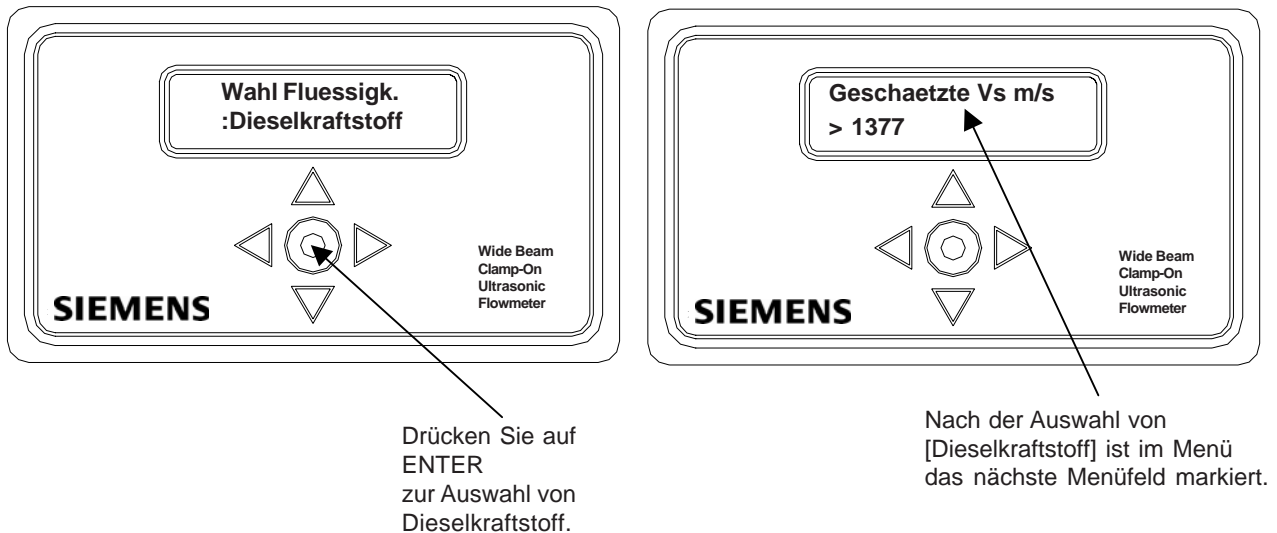 Wahl Fluessigk.
:Dieselkraftstoff
Wide Beam
Clamp-On
Ultrasonic
Flowmeter
SIEMENS
Drücken Sie auf
ENTER
zur Auswahl von
Dieselkraftstoff.
Geschaetzte Vs m/s
> 1377
Wide Beam
Clamp-On
Ultrasonic
Flowmeter
SIEMENS
Nach der Auswahl von
[Dieselkraftstoff] ist im Menü
das nächste Menüfeld markiert.